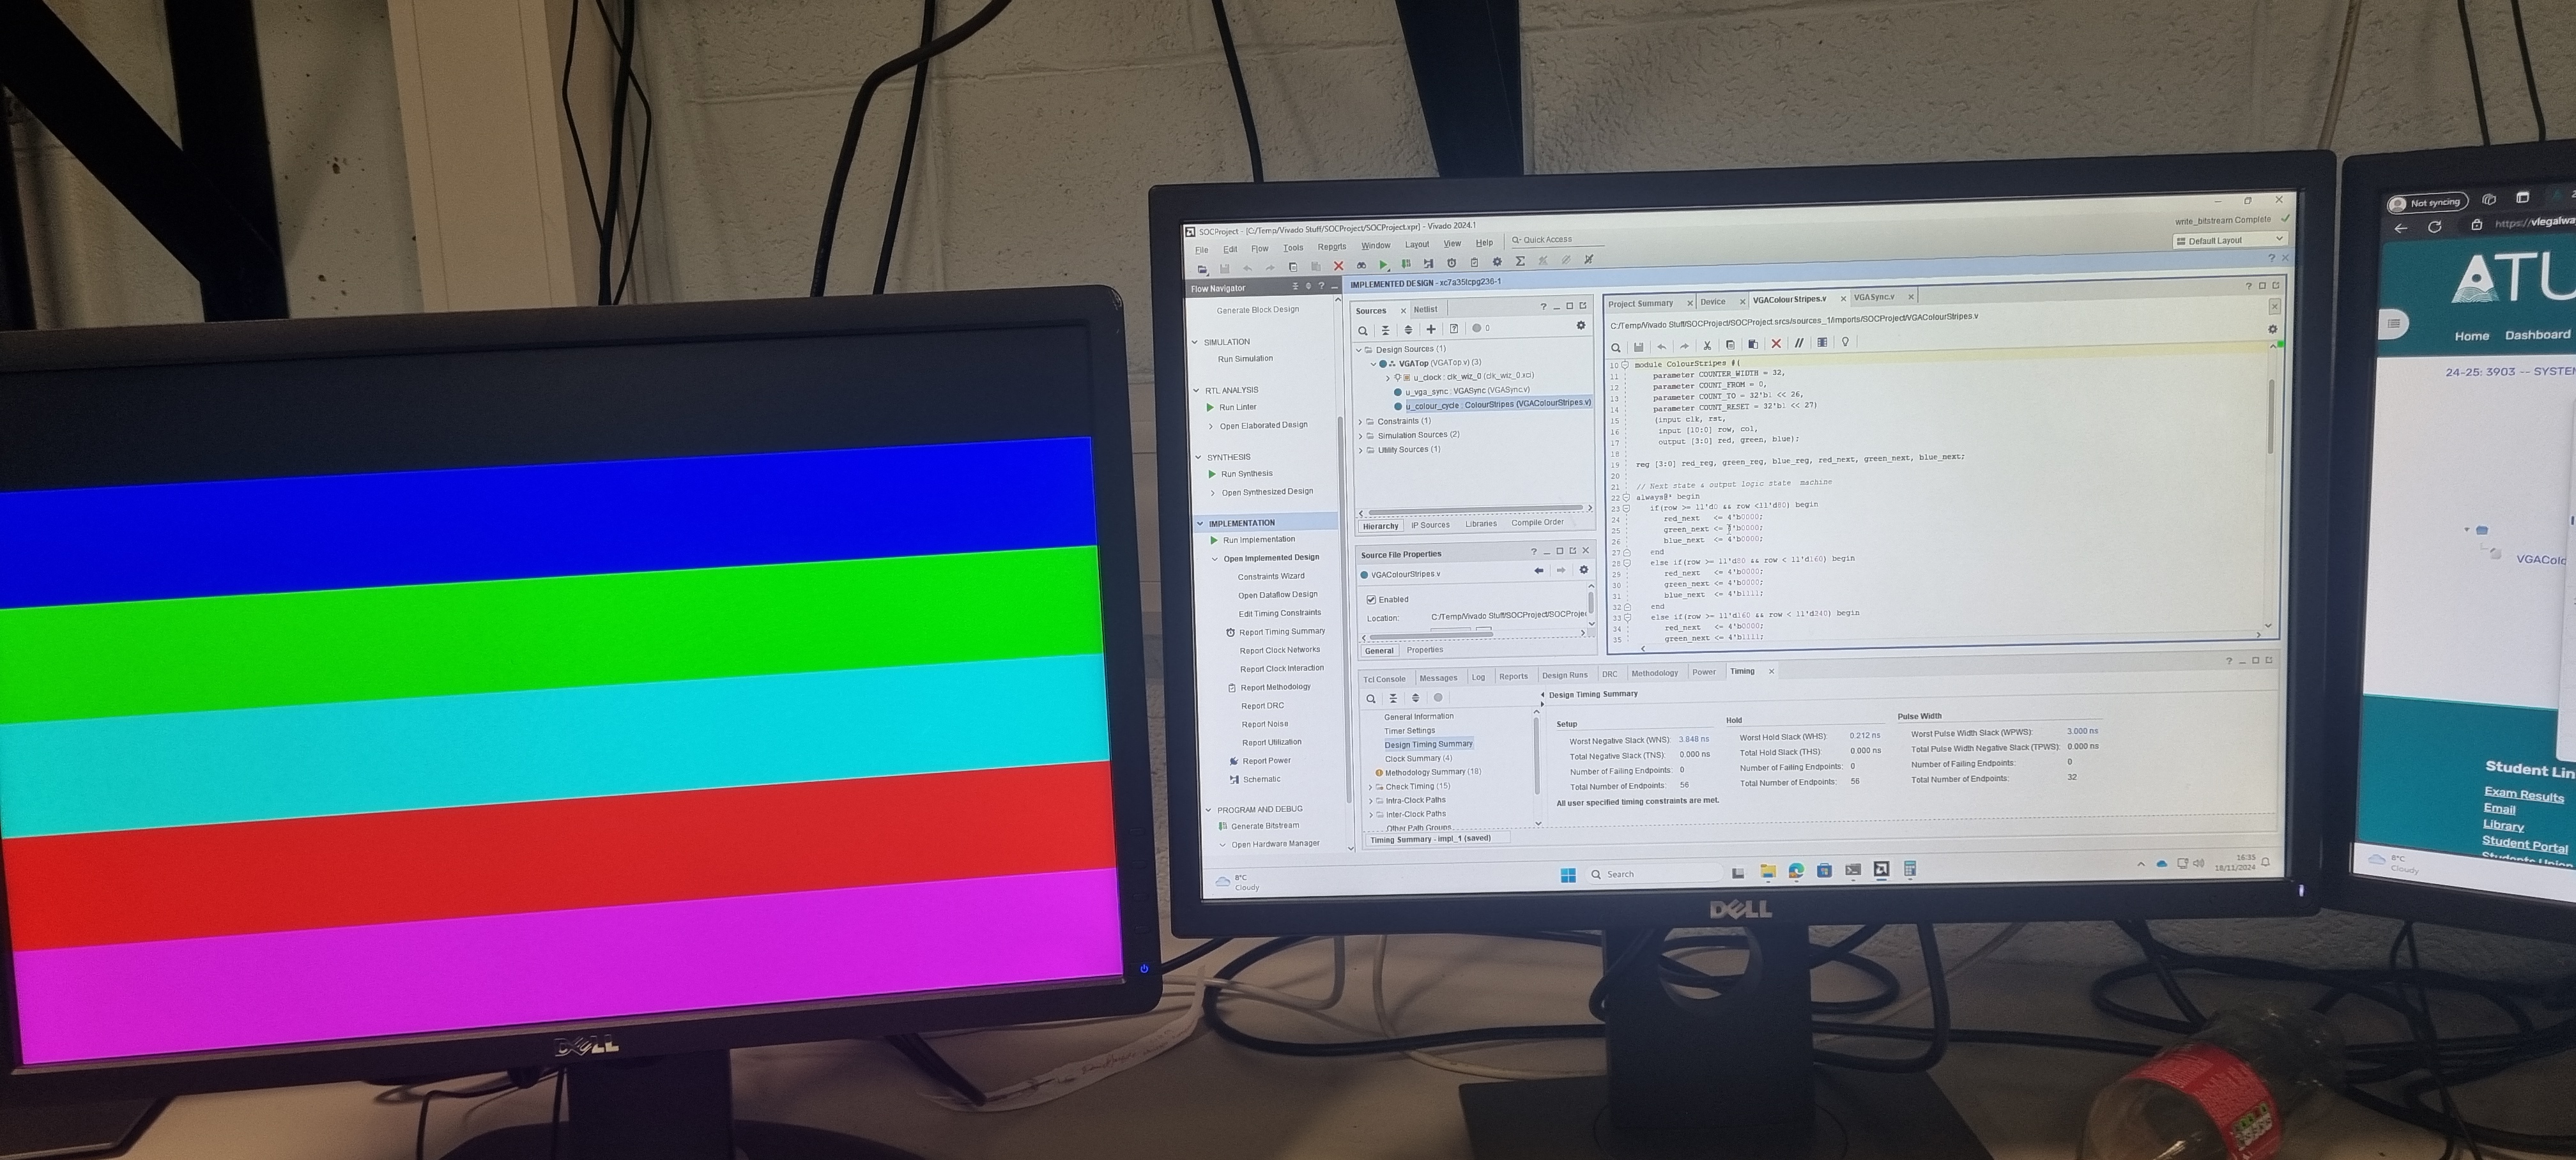 SOCProject - [C:/Temp/Vivado Stuff/SOCProject/SOCProject.xpr] - Vivado 2024.1
File Edit Flow Tools Reports Window Layout View Help Quick Access
write_bitstream Complete
Default Layout
Flow Navigator
Generate Block Design
SIMULATION
Run Simulation
RTL ANALYSIS
Run Linter
Open Elaborated Design
SYNTHESIS
Run Synthesis
Open Synthesized Design
IMPLEMENTATION
Run Implementation
Open Implemented Design
Constraints Wizard
Open Dataflow Design
Edit Timing Constraints
Report Timing Summary
Report Clock Networks
Report Clock Interaction
Report Methodology
Report DRC
Report Noise
Report Utilization
Report Power
Schematic
PROGRAM AND DEBUG
Generate Bitstream
Open Hardware Manager
IMPLEMENTED DESIGN - xc7a35tcpg236-1
Sources Netlist
0
Design Sources (1)
VGATop (VGATop.v) (3)
u_clock : clk_wiz_0 (clk_wiz_0.xci)
u_vga_sync : VGASync (VGASync.v)
u_colour_cycle : ColourStripes (VGAColourStripes.v)
Constraints (1)
Simulation Sources (2)
Utility Sources (1)
Hierarchy IP Sources Libraries Compile Order
Source File Properties
VGAColourStripes.v
Enabled
Location: C:/Temp/Vivado Stuff/SOCProject/SOCProje
General Properties
Project Summary Device VGAColourStripes.v VGASync.v
C:/Temp/Vivado Stuff/SOCProject/SOCProject.srcs/sources_1/imports/SOCProject/VGAColourStripes.v
10 module ColourStripes #(
11 parameter COUNTER_WIDTH = 32,
12 parameter COUNT_FROM = 0,
13 parameter COUNT_TO = 32'b1 << 26,
14 parameter COUNT_RESET = 32'b1 << 27)
15 (input clk, rst,
16 input [10:0] row, col,
17 output [3:0] red, green, blue);
18
19 reg [3:0] red_reg, green_reg, blue_reg, red_next, green_next, blue_next;
20
21 // Next state & output logic state machine
22 always@* begin
23 if(row >= 11'd0 && row <11'd80) begin
24 red_next <= 4'b0000;
25 green_next <= 4'b0000;
26 blue_next <= 4'b0000;
27 end
28 else if(row >= 11'd80 && row < 11'd160) begin
29 red_next <= 4'b0000;
30 green_next <= 4'b0000;
31 blue_next <= 4'b1111;
32 end
33 else if(row >= 11'd160 && row < 11'd240) begin
34 red_next <= 4'b0000;
35 green_next <= 4'b1111;
Tcl Console Messages Log Reports Design Runs DRC Methodology Power Timing
Design Timing Summary
General Information
Timer Settings
Design Timing Summary
Clock Summary (4)
Methodology Summary (18)
Check Timing (15)
Intra-Clock Paths
Inter-Clock Paths
Other Path Groups
Timing Summary - impl_1 (saved)
Setup
Worst Negative Slack (WNS): 3.848 ns
Total Negative Slack (TNS): 0.000 ns
Number of Failing Endpoints: 0
Total Number of Endpoints: 56
All user specified timing constraints are met.
Hold
Worst Hold Slack (WHS): 0.212 ns
Total Hold Slack (THS): 0.000 ns
Number of Failing Endpoints: 0
Total Number of Endpoints: 56
Pulse Width
Worst Pulse Width Slack (WPWS): 3.000 ns
Total Pulse Width Negative Slack (TPWS): 0.000 ns
Number of Failing Endpoints: 0
Total Number of Endpoints: 32
8°C
Cloudy
Search
16:35
18/11/2024
DELL
DELL
Not syncing
https://vlegalwa
ATU
Home Dashboard
24-25: 3903 -- SYSTEM
VGAColo
Student Lin
Exam Results
Email
Library
Student Portal
Students Union
8°C
Cloudy